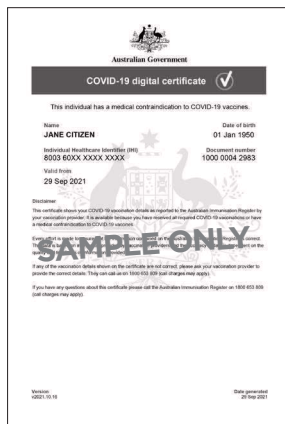 Australian Government
COVID-19 digital certificate
This individual has a medical contraindication to COVID-19 vaccines.
Name
JANE CITIZEN
Date of birth
01 Jan 1950
Individual Healthcare Identifier (IHI)
8003 60XX XXXX XXXX
Document number
1000 0004 2983
Valid from
29 Sep 2021
Disclaimer
This certificate shows your COVID-19 vaccination details as reported to the Australian Immunisation Register by
your vaccination provider. It is available because you have received all required COVID-19 vaccinations or have
a medical contraindication to COVID-19 vaccines.
SAMPLE ONLY
If any of the vaccination details shown on the certificate are not correct, please ask your vaccination provider to
provide the correct details. They can call us on 1800 653 809 (call charges may apply).
If you have any questions about this certificate please call the Australian Immunisation Register on 1800 653 809
(call charges may apply).
Version
v2021.10.16
Date generated
29 Sep 2021